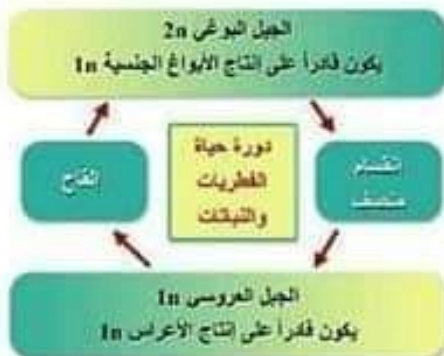 الجيل البوغي 2n
يكون قادراً على إنتاج الأبواغ الجنسية 1n
دورة حياة
الفطريات
والنباتات
إلقاح
انقسام
منصف
الجيل العروسي 1n
يكون قادراً على إنتاج الأعراس 1n